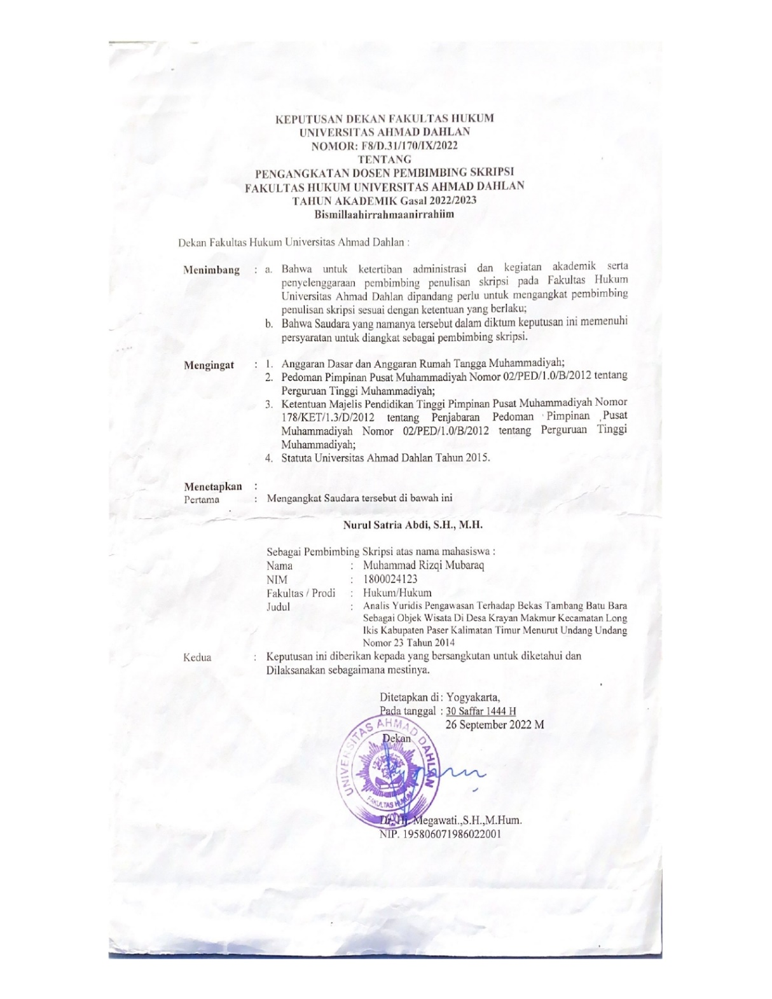 KEPUTUSAN DEKAN FAKULTAS HUKUM
UNIVERSITAS AHMAD DAHLAN
NOMOR: F8/D.31/170/IX/2022
TENTANG
PENGANGKATAN DOSEN PEMBIMBING SKRIPSI
FAKULTAS HUKUM UNIVERSITAS AHMAD DAHLAN
TAHUN AKADEMIK Gasal 2022/2023
Bismillaahirrahmaanirrahiim
Dekan Fakultas Hukum Universitas Ahmad Dahlan :
Menimbang : a. Bahwa untuk ketertiban administrasi dan kegiatan akademik serta
penyelenggaraan pembimbing penulisan skripsi pada Fakultas Hukum
Universitas Ahmad Dahlan dipandang perlu untuk mengangkat pembimbing
penulisan skripsi sesuai dengan ketentuan yang berlaku;
b. Bahwa Saudara yang namanya tersebut dalam diktum keputusan ini memenuhi
persyaratan untuk diangkat sebagai pembimbing skripsi.
Mengingat : 1. Anggaran Dasar dan Anggaran Rumah Tangga Muhammadiyah;
2. Pedoman Pimpinan Pusat Muhammadiyah Nomor 02/PED/1.0/B/2012 tentang
Perguruan Tinggi Muhammadiyah;
3. Ketentuan Majelis Pendidikan Tinggi Pimpinan Pusat Muhammadiyah Nomor
178/KET/1.3/D/2012 tentang Penjabaran Pedoman Pimpinan Pusat
Muhammadiyah Nomor 02/PED/1.0/B/2012 tentang Perguruan Tinggi
Muhammadiyah;
4. Statuta Universitas Ahmad Dahlan Tahun 2015.
Menetapkan :
Pertama : Mengangkat Saudara tersebut di bawah ini
Nurul Satria Abdi, S.H., M.H.
Sebagai Pembimbing Skripsi atas nama mahasiswa :
Nama : Muhammad Rizqi Mubaraq
NIM : 1800024123
Fakultas / Prodi : Hukum/Hukum
Judul : Analis Yuridis Pengawasan Terhadap Bekas Tambang Batu Bara
Sebagai Objek Wisata Di Desa Krayan Makmur Kecamatan Long
Ikis Kabupaten Paser Kalimatan Timur Menurut Undang Undang
Nomor 23 Tahun 2014
Kedua : Keputusan ini diberikan kepada yang bersangkutan untuk diketahui dan
Dilaksanakan sebagaimana mestinya.
Ditetapkan di : Yogyakarta,
Pada tanggal : 30 Saffar 1444 H
26 September 2022 M
Dekan
UNIVERSITAS AHMAD DAHLAN
FAKULTAS HUKUM
Dr. Hj. Megawati.,S.H.,M.Hum.
NIP. 195806071986022001